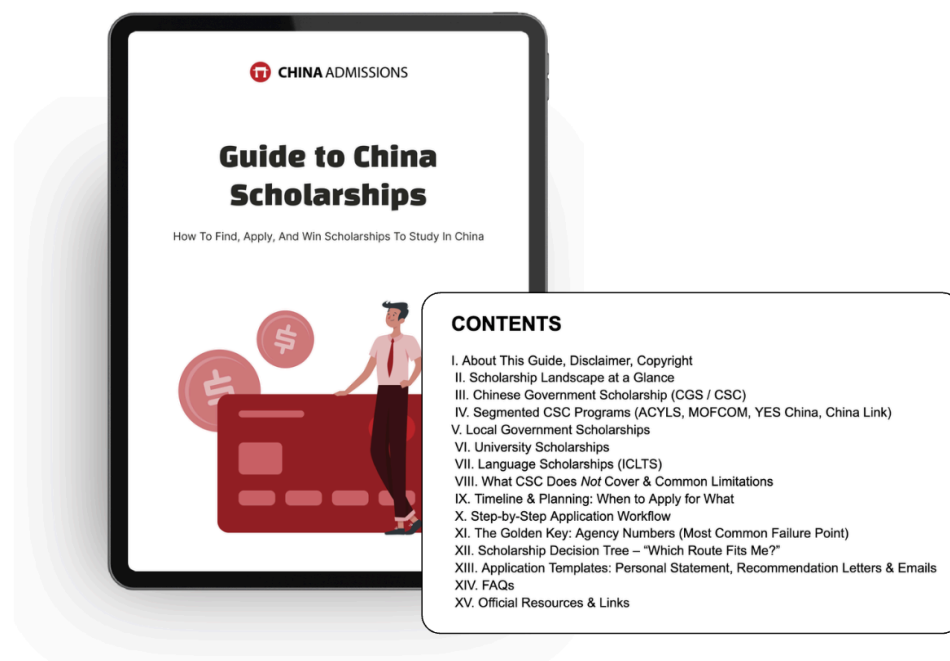 CHINA ADMISSIONS
Guide to China
Scholarships
How To Find, Apply, And Win Scholarships To Study In China
CONTENTS
I. About This Guide, Disclaimer, Copyright
II. Scholarship Landscape at a Glance
III. Chinese Government Scholarship (CGS / CSC)
IV. Segmented CSC Programs (ACYLS, MOFCOM, YES China, China Link)
V. Local Government Scholarships
VI. University Scholarships
VII. Language Scholarships (ICLTS)
VIII. What CSC Does Not Cover & Common Limitations
IX. Timeline & Planning: When to Apply for What
X. Step-by-Step Application Workflow
XI. The Golden Key: Agency Numbers (Most Common Failure Point)
XII. Scholarship Decision Tree – “Which Route Fits Me?”
XIII. Application Templates: Personal Statement, Recommendation Letters & Emails
XIV. FAQs
XV. Official Resources & Links